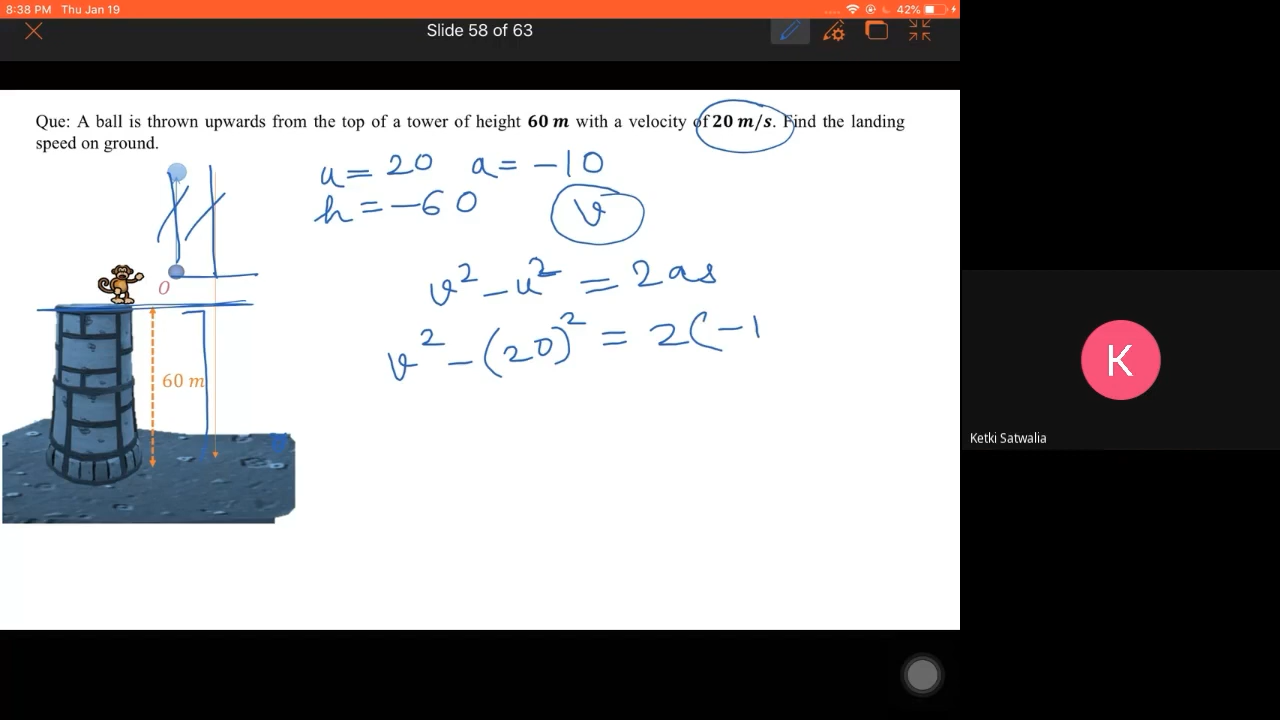 8:38 PM Thu Jan 19
42%
Slide 58 of 63
Que: A ball is thrown upwards from the top of a tower of height 60 m with a velocity of 20 m/s. Find the landing
speed on ground.
u = 20 a = -10
h = -60 v
v² - u² = 2as
v² - (20)² = 2(-1
O
60 m
K
Ketki Satwalia